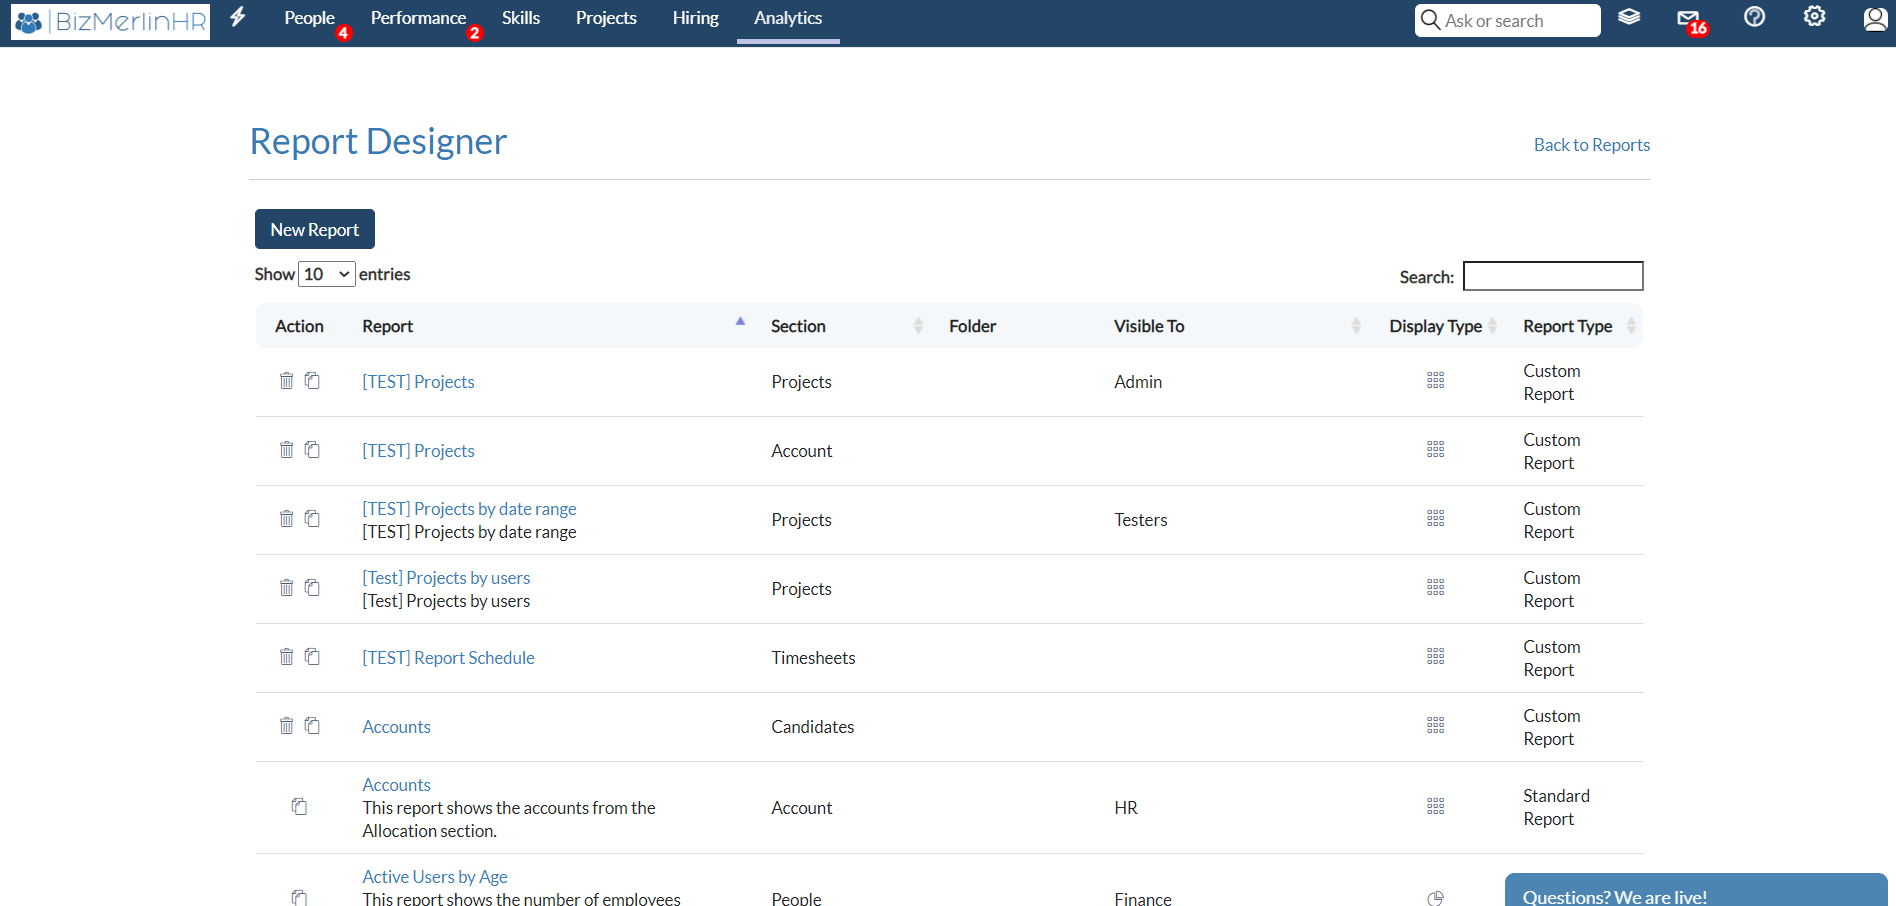 BizMerlinHR
People
4
Performance
2
Skills
Projects
Hiring
Analytics
Ask or search
16
Report Designer
Back to Reports
New Report
Show 10 entries
Search:
Action Report Section Folder Visible To Display Type Report Type
[TEST] Projects Projects Admin Custom Report
[TEST] Projects Account Custom Report
[TEST] Projects by date range
[TEST] Projects by date range Projects Testers Custom Report
[Test] Projects by users
[Test] Projects by users Projects Custom Report
[TEST] Report Schedule Timesheets Custom Report
Accounts Candidates Custom Report
Accounts
This report shows the accounts from the
Allocation section.
Account HR Standard Report
Active Users by Age
This report shows the number of employees
People Finance
Questions? We are live!